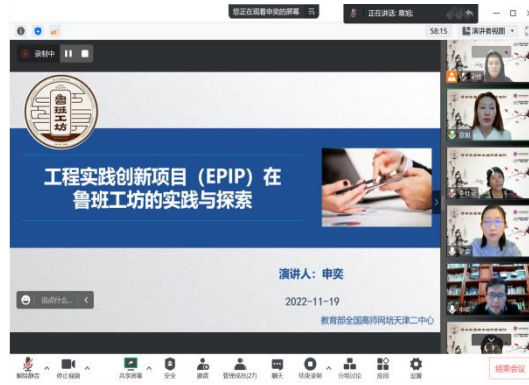 您正在观看申奕的屏幕
正在讲话: 章旭;
58:15
演讲者视图
录制中
鲁班工坊
工程实践创新项目（EPIP）在
鲁班工坊的实践与探索
演讲人：申奕
2022-11-19
教育部全国高师网培天津二中心
说点什么...
申奕
解除静音
停止视频
共享屏幕
安全
邀请
管理成员(27)
聊天
结束录制
分组讨论
应用
设置
结束会议